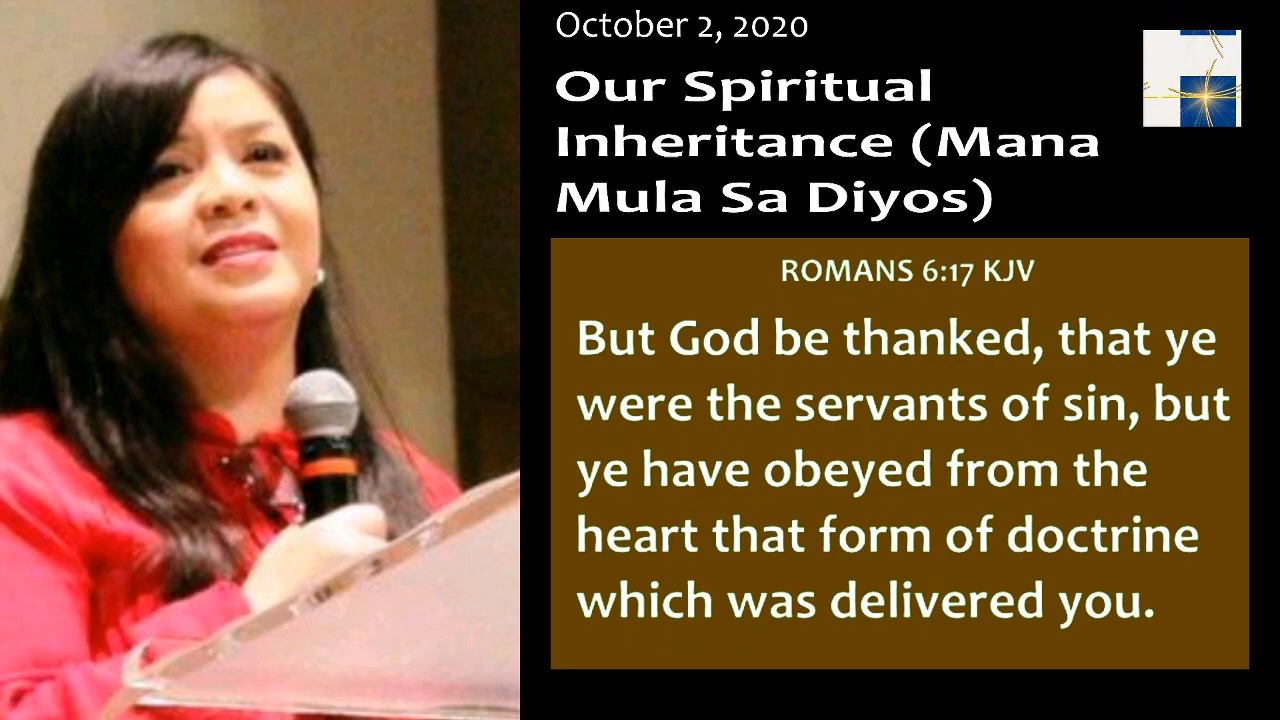 October 2, 2020
Our Spiritual
Inheritance (Mana
Mula Sa Diyos)
ROMANS 6:17 KJV
But God be thanked, that ye
were the servants of sin, but
ye have obeyed from the
heart that form of doctrine
which was delivered you.